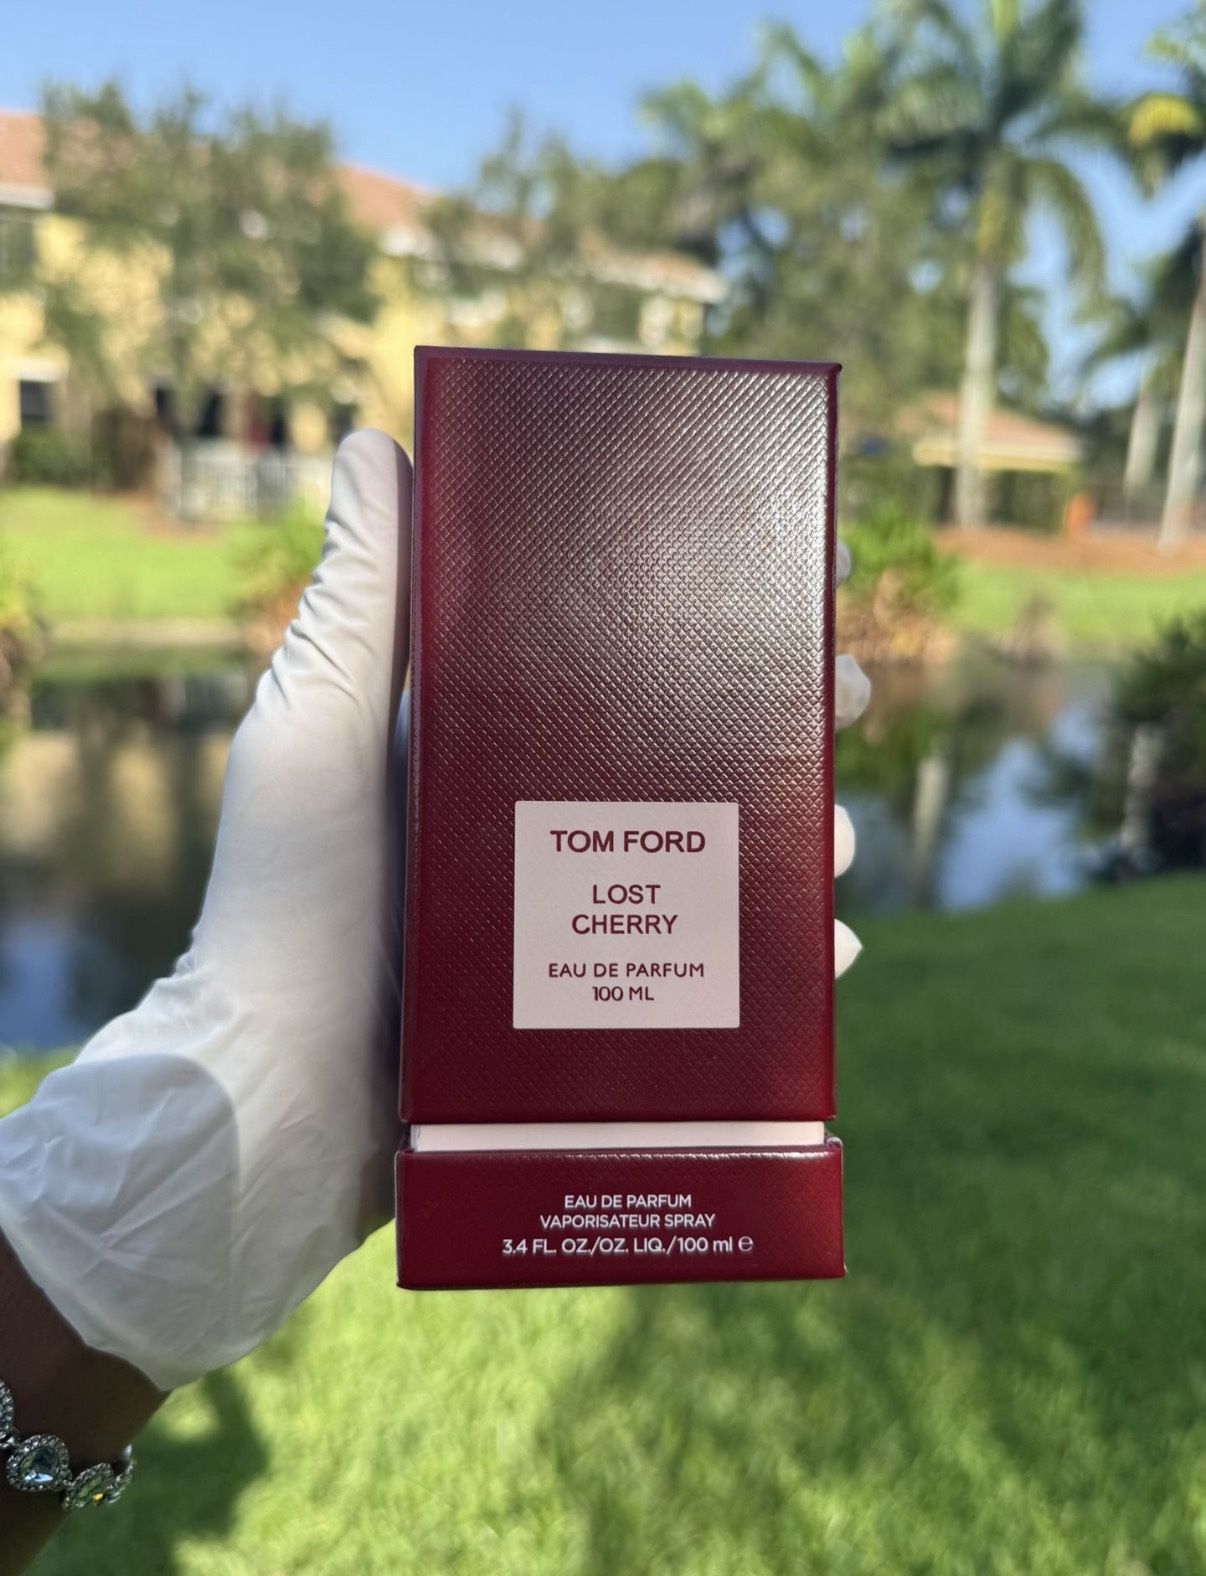 TOM FORD
LOST
CHERRY
EAU DE PARFUM
100 ML
EAU DE PARFUM
VAPORISATEUR SPRAY
3.4 FL. OZ./OZ. LIQ./100 ml ℮